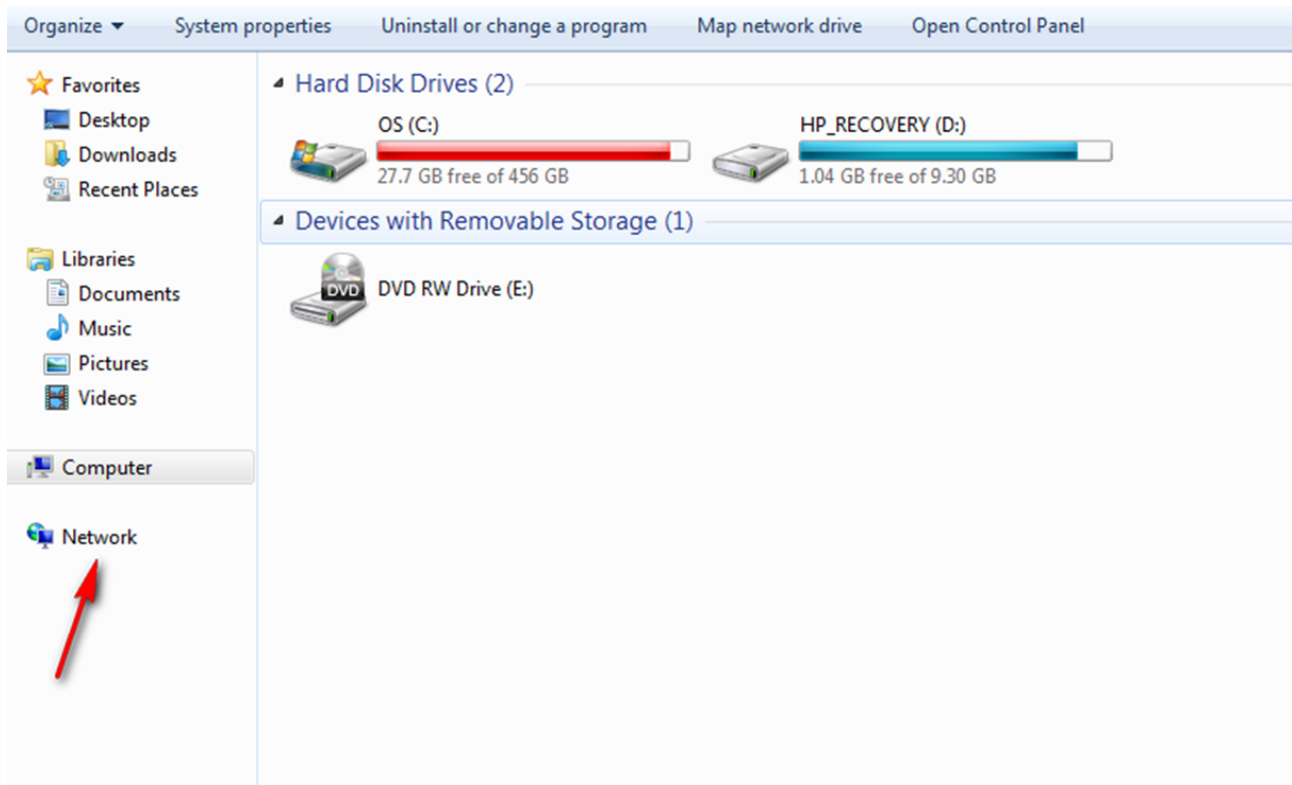 Organize System properties Uninstall or change a program Map network drive Open Control Panel
Favorites
Desktop
Downloads
Recent Places
Libraries
Documents
Music
Pictures
Videos
Computer
Network
Hard Disk Drives (2)
OS (C:)
27.7 GB free of 456 GB
HP_RECOVERY (D:)
1.04 GB free of 9.30 GB
Devices with Removable Storage (1)
DVD
DVD RW Drive (E:)